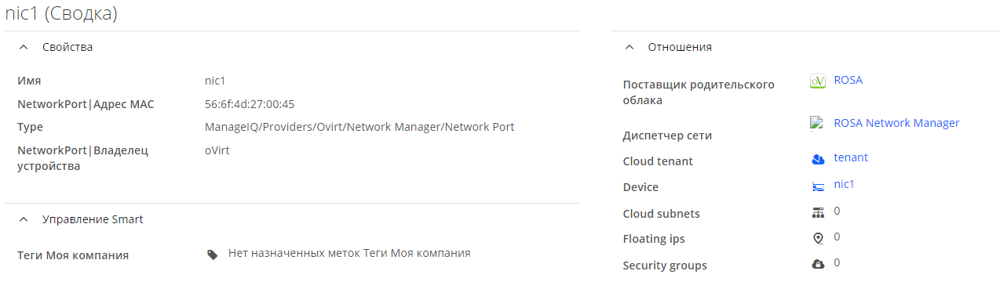 nic1 (Сводка)
Свойства
Имя nic1
NetworkPort|Адрес MAC 56:6f:4d:27:00:45
Type ManageIQ/Providers/Ovirt/Network Manager/Network Port
NetworkPort|Владелец oVirt
устройства
Управление Smart
Теги Моя компания Нет назначенных меток Теги Моя компания
Отношения
Поставщик родительского oV ROSA
облака
Диспетчер сети ROSA Network Manager
Cloud tenant tenant
Device nic1
Cloud subnets 0
Floating ips 0
Security groups 0